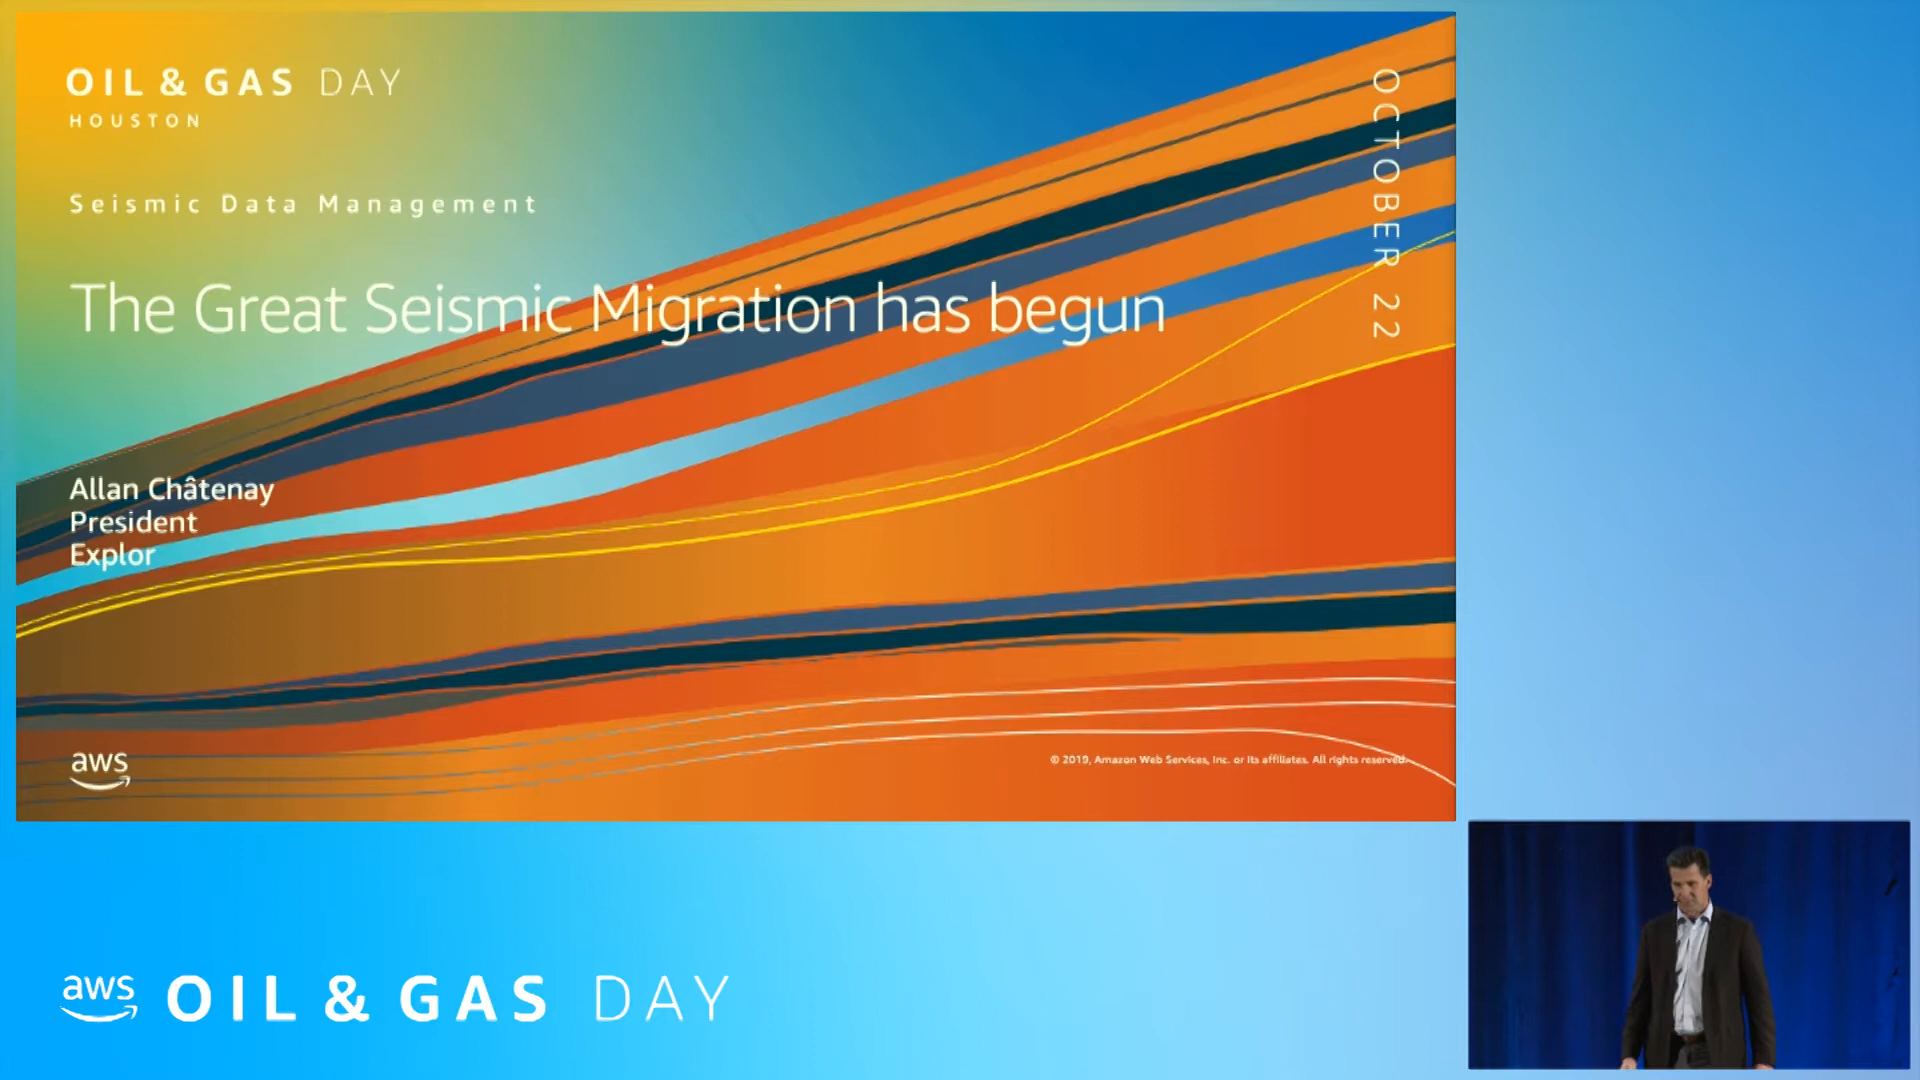 OIL & GAS DAY
HOUSTON
OCTOBER 22
Seismic Data Management
The Great Seismic Migration has begun
Allan Châtenay
President
Explor
aws
© 2019, Amazon Web Services, Inc. or its affiliates. All rights reserved.
aws OIL & GAS DAY